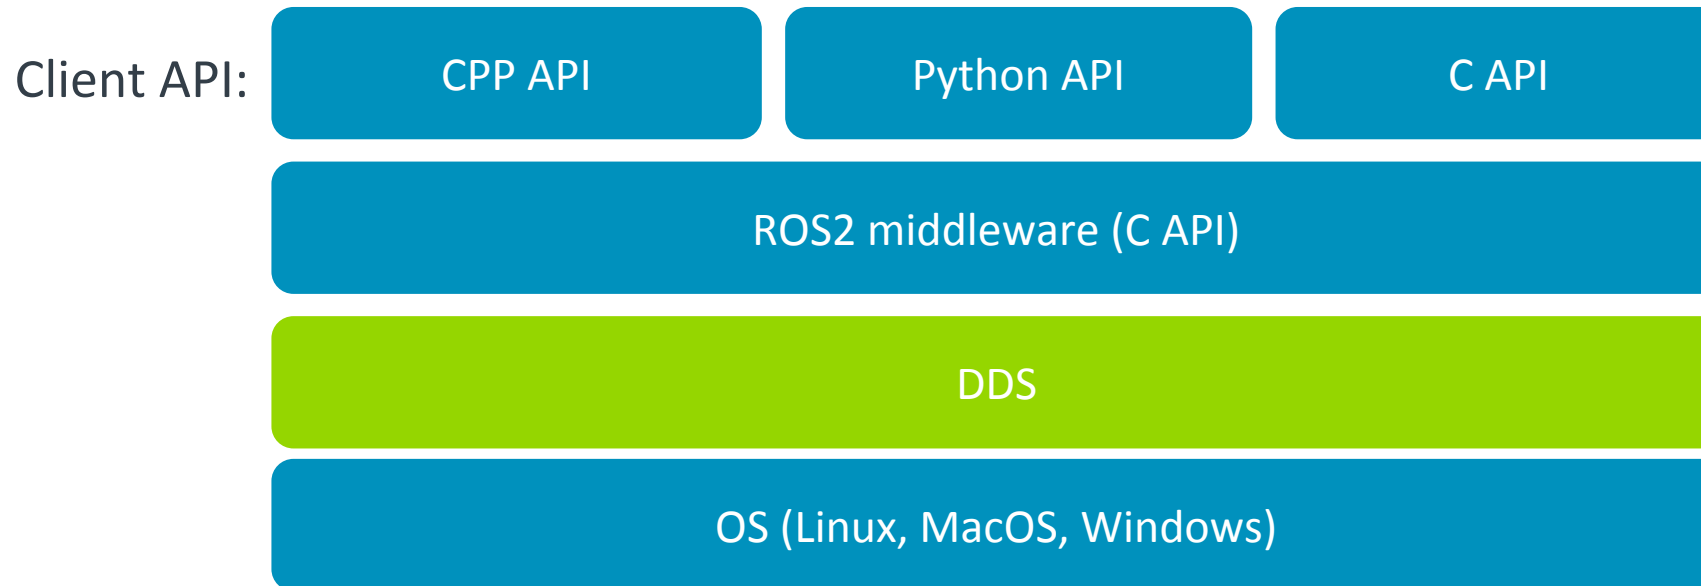 Client API:
CPP API
Python API
C API
ROS2 middleware (C API)
DDS
OS (Linux, MacOS, Windows)